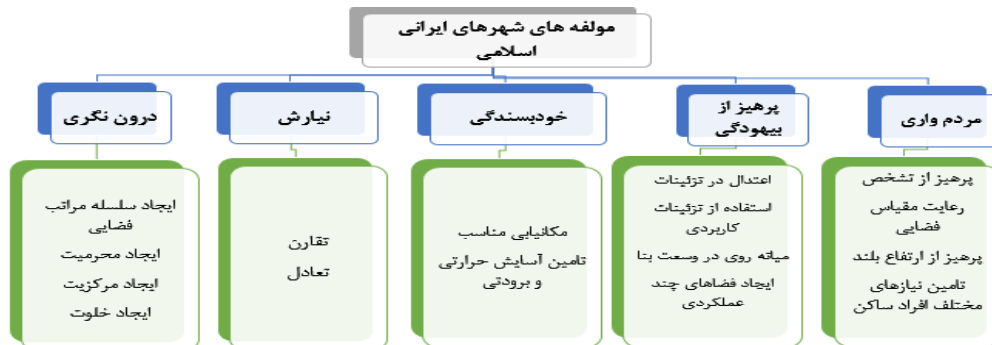 مولفه های شهرهای ایرانی
اسلامی
مردم واری
پرهیز از
بیهودگی
خودبسندگی
نیارش
درون نگری
پرهیز از تشخص
رعایت مقیاس
فضایی
پرهیز از ارتفاع بلند
تامین نیازهای
مختلف افراد ساکن
اعتدال در تزئینات
استفاده از تزئینات
کاربردی
میانه روی در وسعت بنا
ایجاد فضاهای چند
عملکردی
مکانیابی مناسب
تامین آسایش حرارتی
و برودتی
تقارن
تعادل
ایجاد سلسله مراتب
فضایی
ایجاد محرمیت
ایجاد مرکزیت
ایجاد خلوت